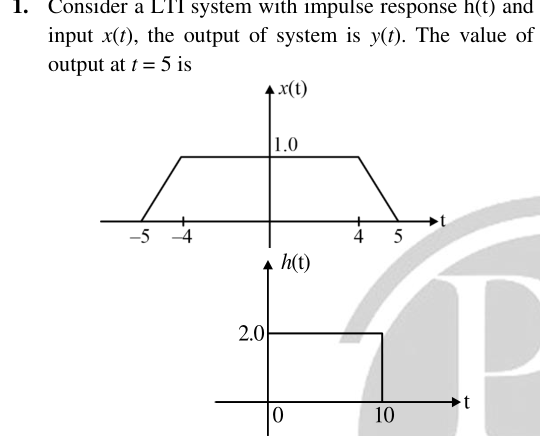 1. Consider a LTI system with impulse response h(t) and
input x(t), the output of system is y(t). The value of
output at t = 5 is
x(t)
1.0
t
–5 –4 4 5
h(t)
2.0
t
0 10
P